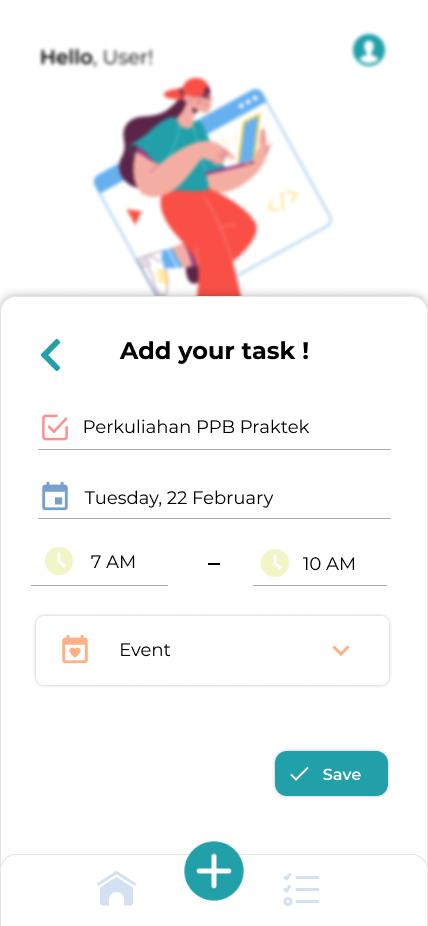 Hello, User!
</>
Add your task !
Perkuliahan PPB Praktek
Tuesday, 22 February
7 AM – 10 AM
Event
Save